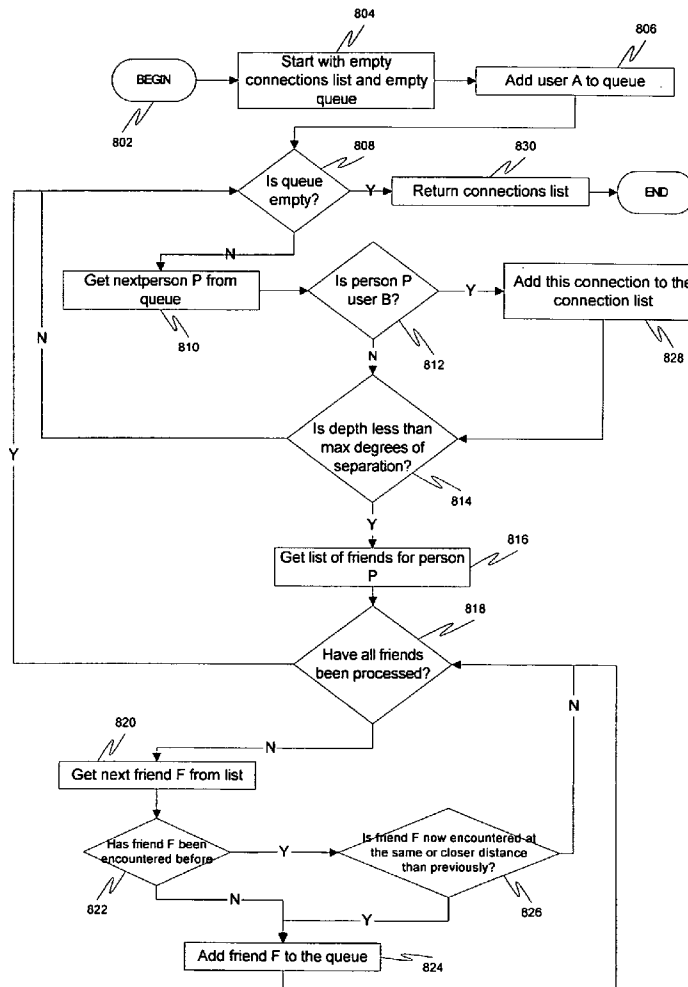 804
806
BEGIN
Start with empty
connections list and empty
queue
Add user A to queue
802
808
830
Is queue
empty?
Y
Return connections list
END
N
Get nextperson P from
queue
Is person P
user B?
Y
Add this connection to the
connection list
810
812
828
N
N
Is depth less than
max degrees of
separation?
Y
814
Y
816
Get list of friends for person
P
818
Have all friends
been processed?
N
N
820
Get next friend F from list
Has friend F been
encountered before
Y
Is friend F now encountered at
the same or closer distance
than previously?
822
826
N
Y
Add friend F to the queue
824